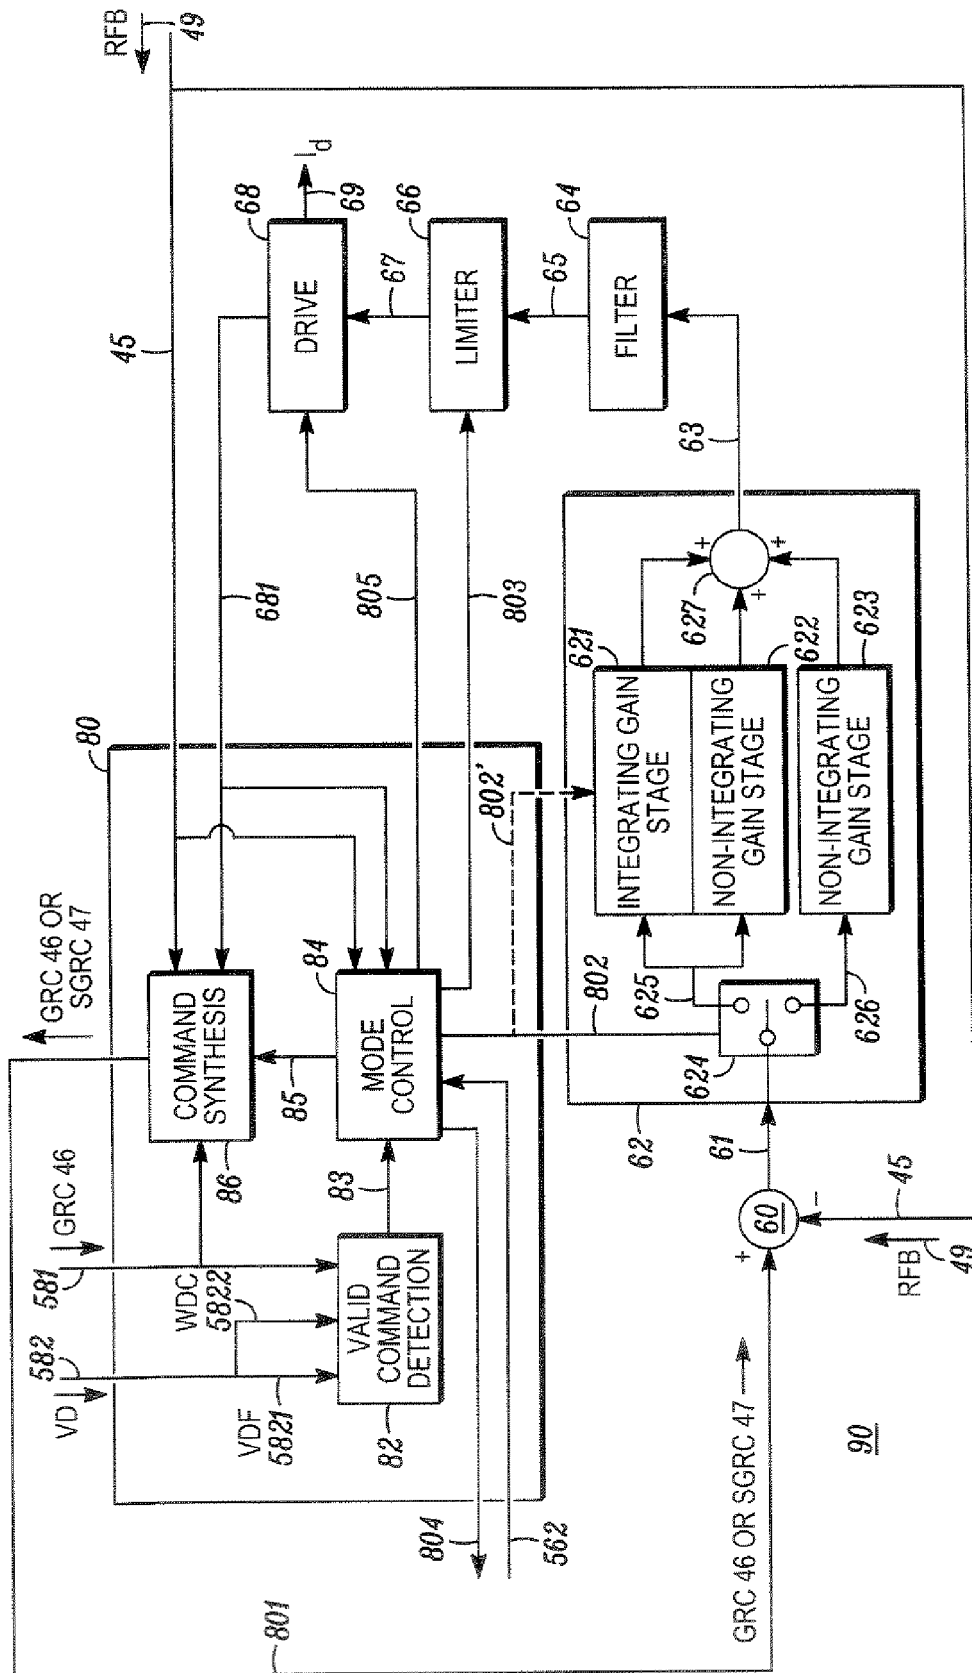 RFB
49
45
DRIVE
68
I_d
69
67
LIMITER
66
65
FILTER
64
63
681
805
803
80
GRC 46 OR
SGRC 47
COMMAND
SYNTHESIS
86
85
MODE
CONTROL
84
83
VALID
COMMAND
DETECTION
82
581
GRC 46
582
VD
WDC
5822
VDF
5821
804
562
801
802'
802
INTEGRATING GAIN
STAGE
621
NON-INTEGRATING
GAIN STAGE
622
NON-INTEGRATING
GAIN STAGE
623
627
+
+
+
625
626
624
62
61
60
+
-
45
RFB
49
GRC 46 OR SGRC 47
90